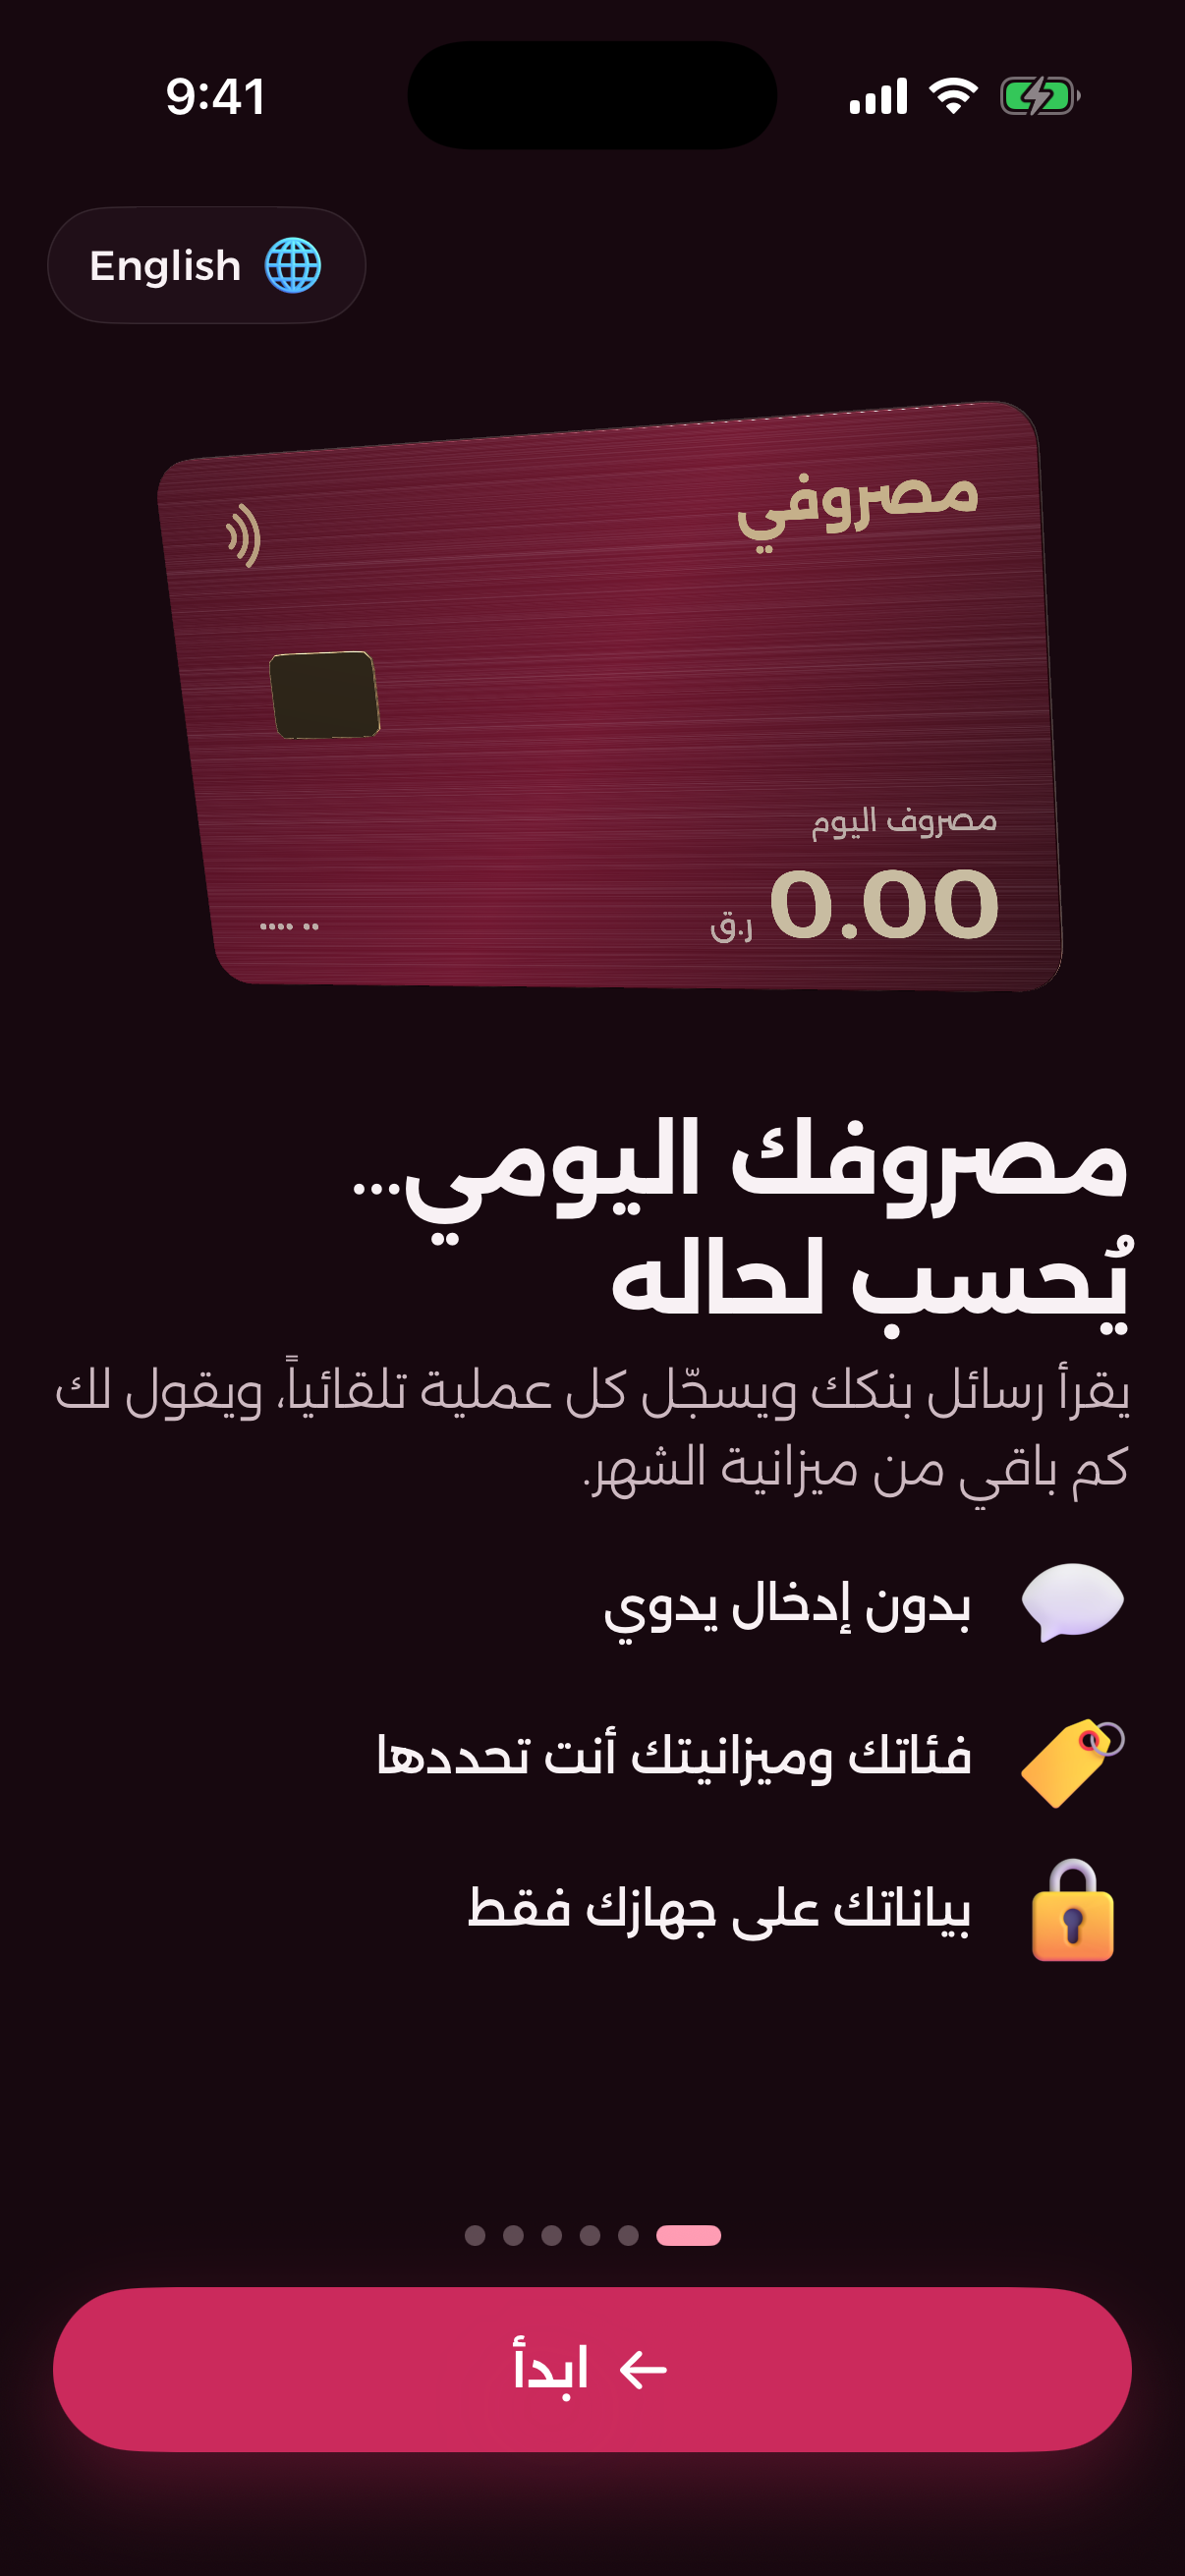 9:41
English
مصروفي
مصروف اليوم
0.00 ر.ق
•••• ••
مصروفك اليومي...
يُحسب لحاله
يقرأ رسائل بنكك ويسجّل كل عملية تلقائياً، ويقول لك
كم باقي من ميزانية الشهر.
بدون إدخال يدوي
فئاتك وميزانيتك أنت تحددها
بياناتك على جهازك فقط
← ابدأ